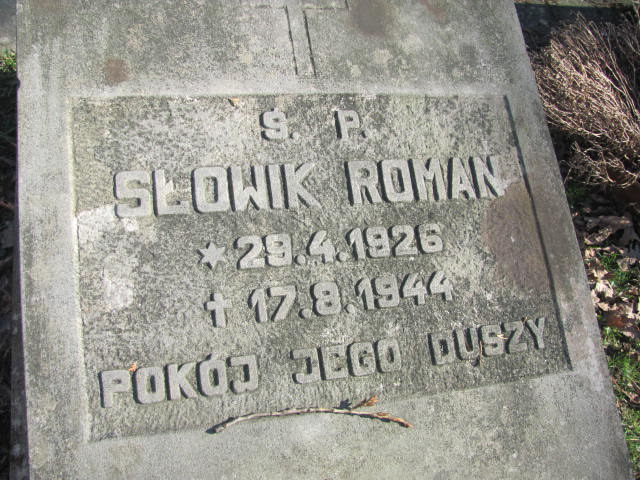 Ś. P.
SŁOWIK ROMAN
* 29.4.1926
† 17.8.1944
POKÓJ JEGO DUSZY